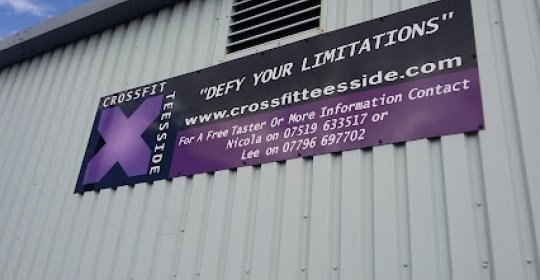 CROSSFIT
TEESSIDE
"DEFY YOUR LIMITATIONS"
www.crossfitteesside.com
For A Free Taster Or More Information Contact
Nicola on 07519 633517 or
Lee on 07796 697702